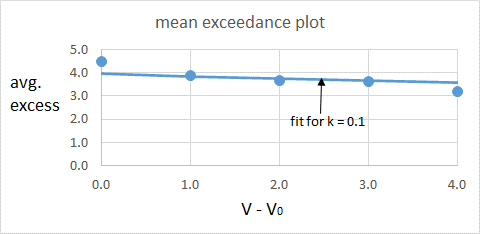 mean exceedance plot
5.0
4.0
3.0
2.0
1.0
0.0
avg.
excess
fit for k = 0.1
0.0 1.0 2.0 3.0 4.0
V - V₀